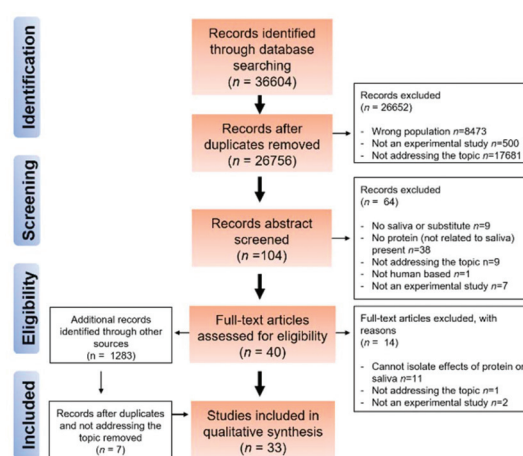 Identification
Records identified
through database
searching
(n = 36604)
Records after
duplicates removed
(n = 26756)
Records excluded
(n = 26652)
- Wrong population n=8473
- Not an experimental study n=500
- Not addressing the topic n=17681
Screening
Records abstract
screened
(n =104)
Records excluded
(n = 64)
- No saliva or substitute n=9
- No protein (not related to saliva)
present n=38
- Not addressing the topic n=9
- Not human based n=1
- Not an experimental study n=7
Eligibility
Additional records
identified through other
sources
(n = 1283)
Full-text articles
assessed for eligibility
(n = 40)
Full-text articles excluded, with
reasons
(n = 14)
- Cannot isolate effects of protein or
saliva n=11
- Not addressing the topic n=1
- Not an experimental study n=2
Included
Records after duplicates
and not addressing the
topic removed
(n = 7)
Studies included in
qualitative synthesis
(n = 33)